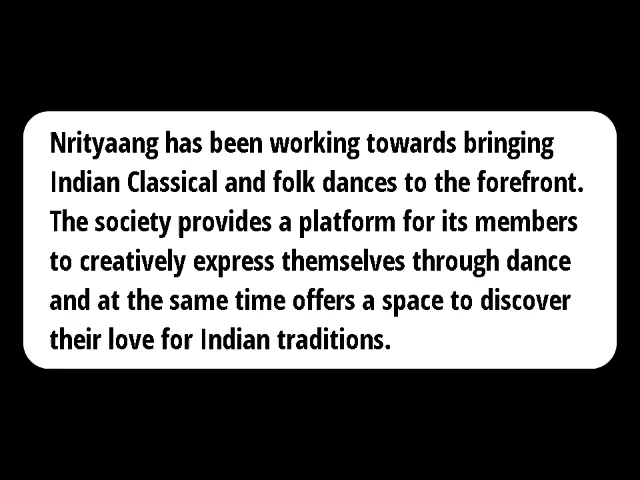 Nrityaang has been working towards bringing
Indian Classical and folk dances to the forefront.
The society provides a platform for its members
to creatively express themselves through dance
and at the same time offers a space to discover
their love for Indian traditions.